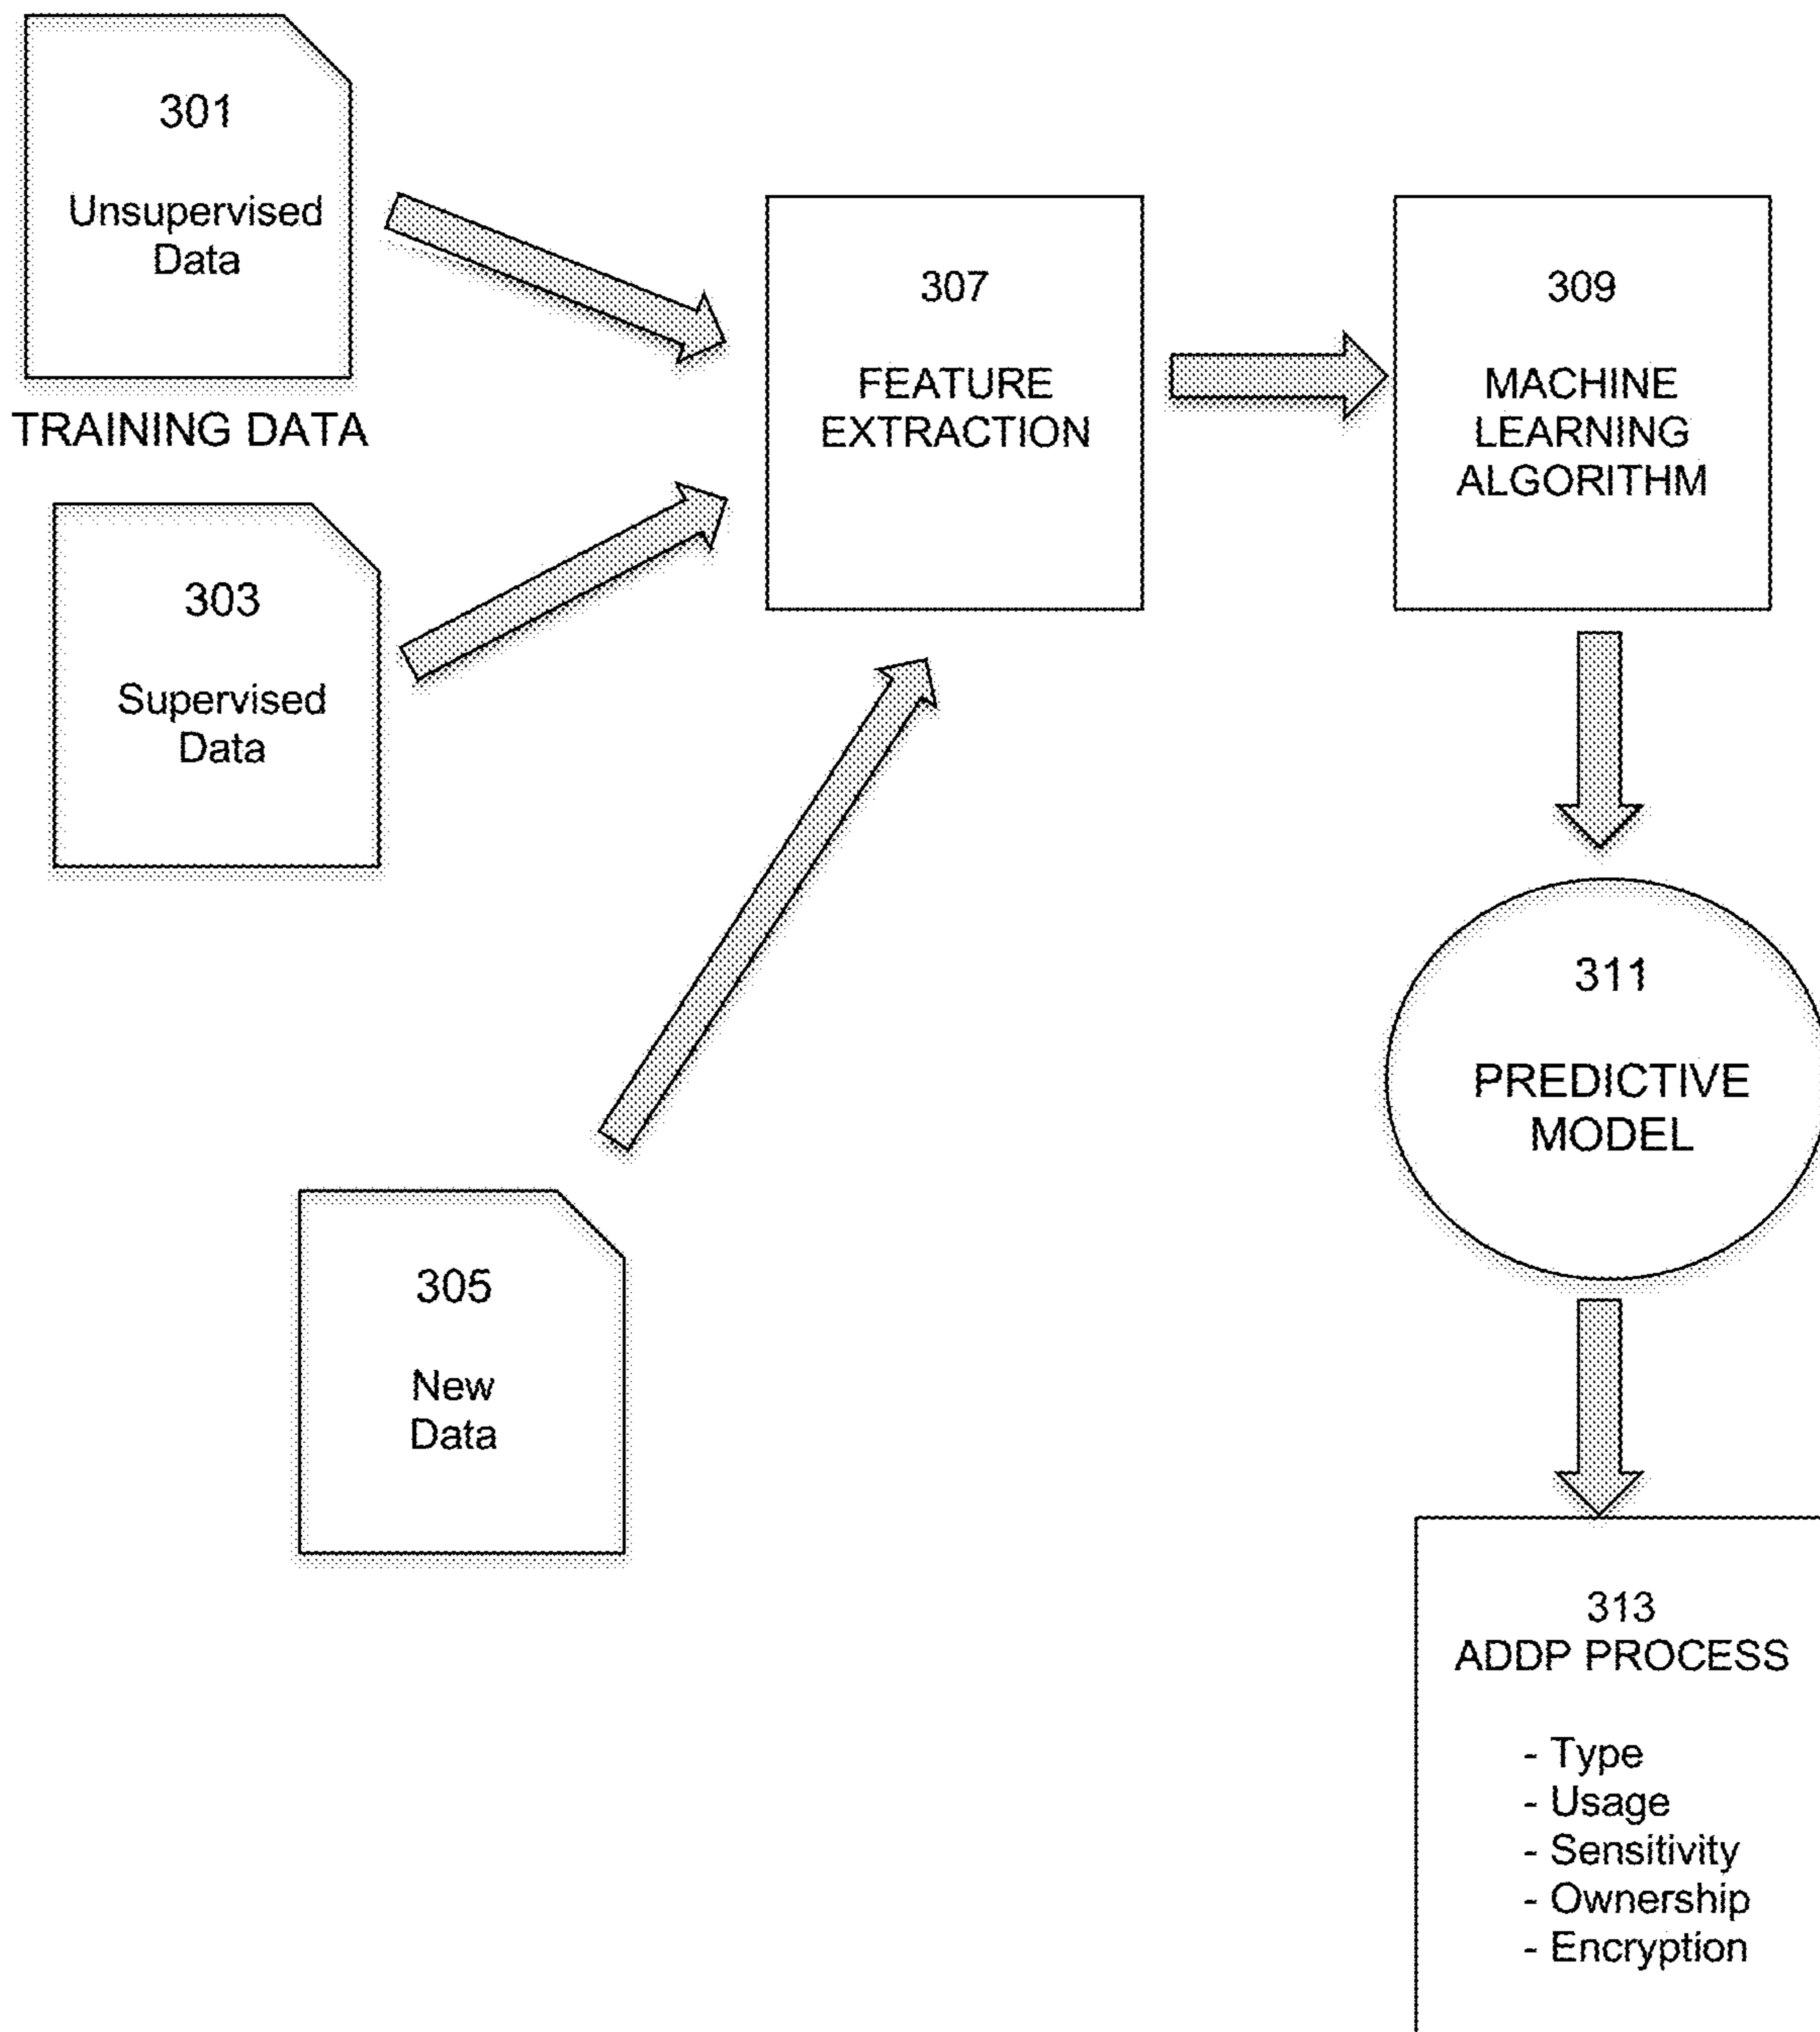 301
Unsupervised
Data
TRAINING DATA
303
Supervised
Data
305
New
Data
307
FEATURE
EXTRACTION
309
MACHINE
LEARNING
ALGORITHM
311
PREDICTIVE
MODEL
313
ADDP PROCESS
- Type
- Usage
- Sensitivity
- Ownership
- Encryption